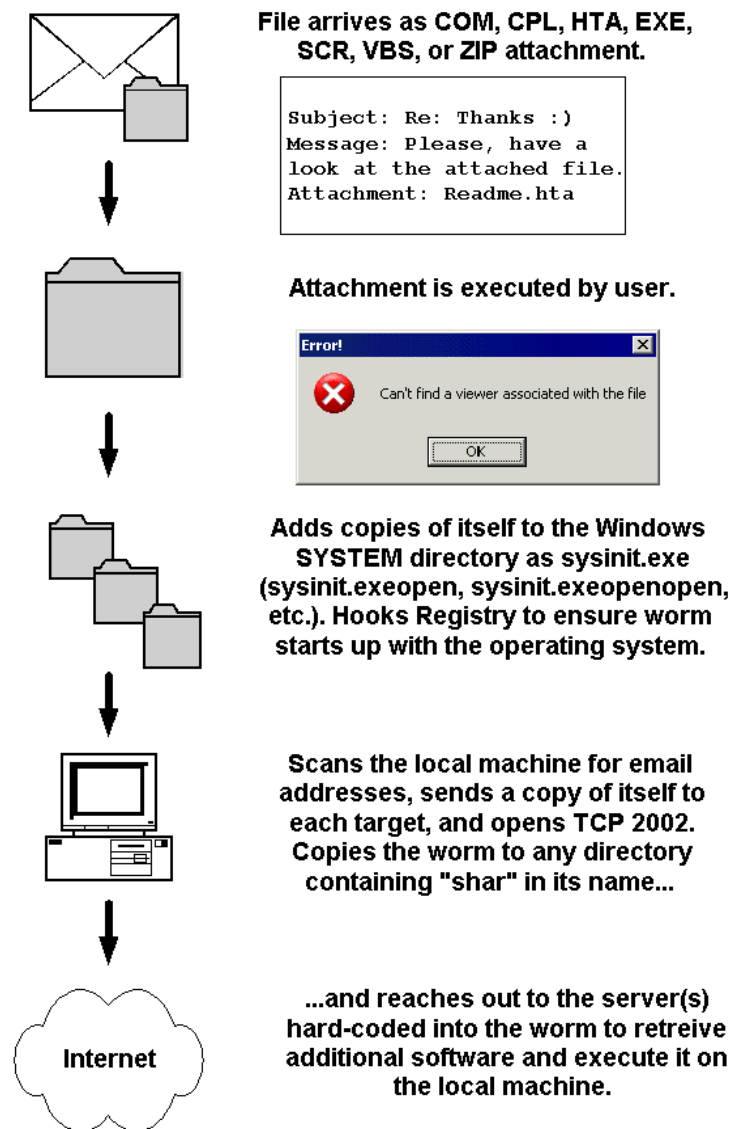 File arrives as COM, CPL, HTA, EXE,
SCR, VBS, or ZIP attachment.
Subject: Re: Thanks :)
Message: Please, have a
look at the attached file.
Attachment: Readme.hta
Attachment is executed by user.
Error!
Can't find a viewer associated with the file
OK
Adds copies of itself to the Windows
SYSTEM directory as sysinit.exe
(sysinit.exeopen, sysinit.exeopenopen,
etc.). Hooks Registry to ensure worm
starts up with the operating system.
Scans the local machine for email
addresses, sends a copy of itself to
each target, and opens TCP 2002.
Copies the worm to any directory
containing "shar" in its name...
Internet
...and reaches out to the server(s)
hard-coded into the worm to retreive
additional software and execute it on
the local machine.